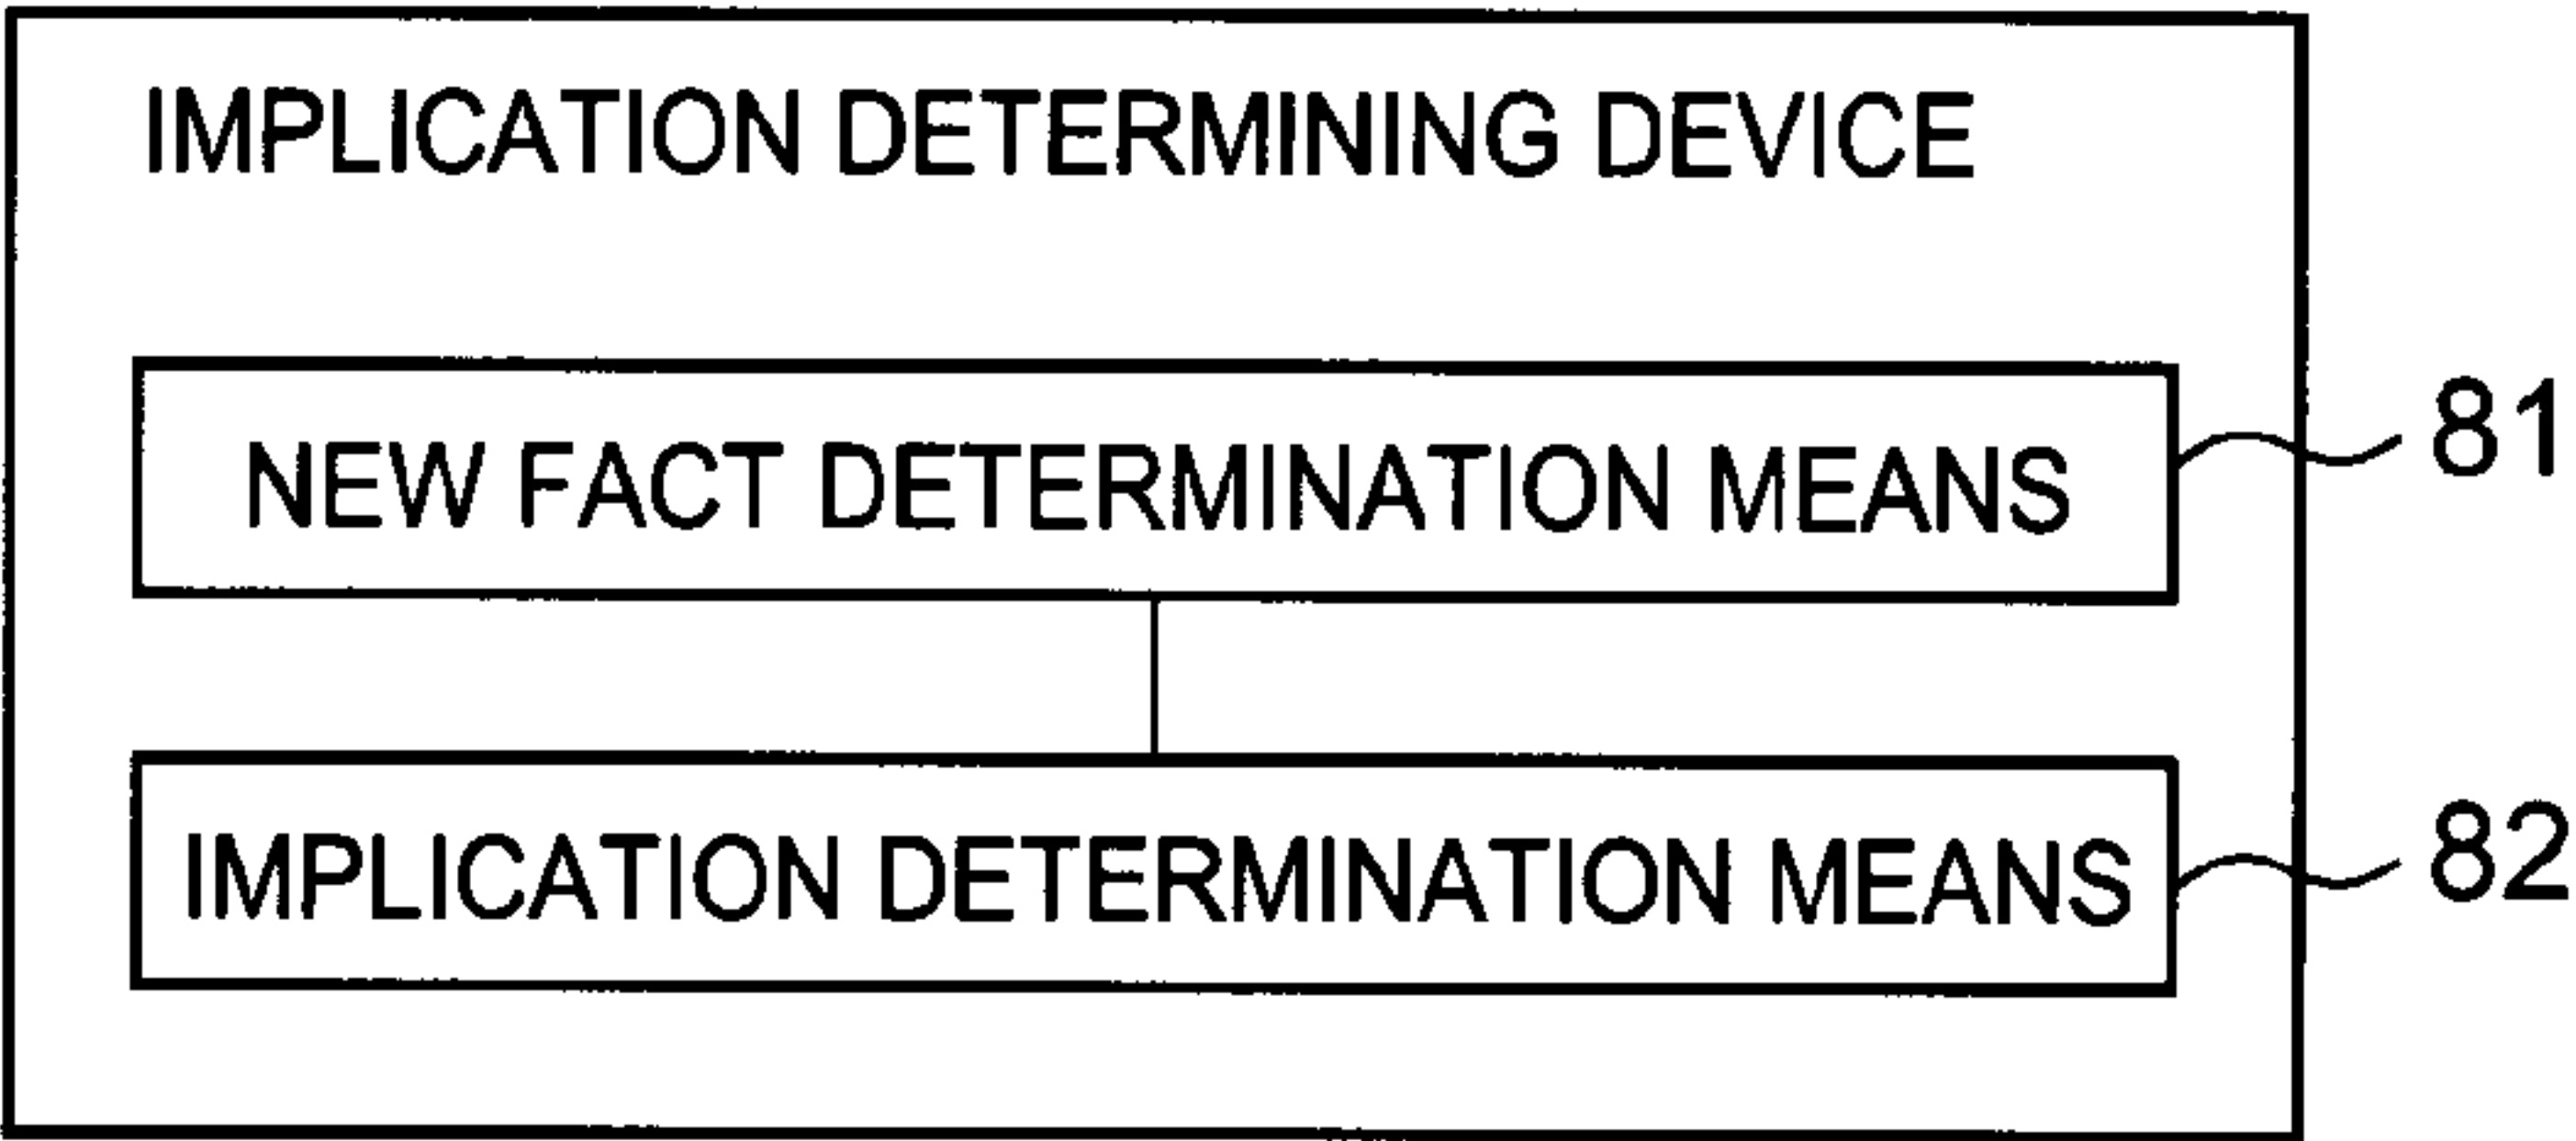 IMPLICATION DETERMINING DEVICE
NEW FACT DETERMINATION MEANS
81
IMPLICATION DETERMINATION MEANS
82